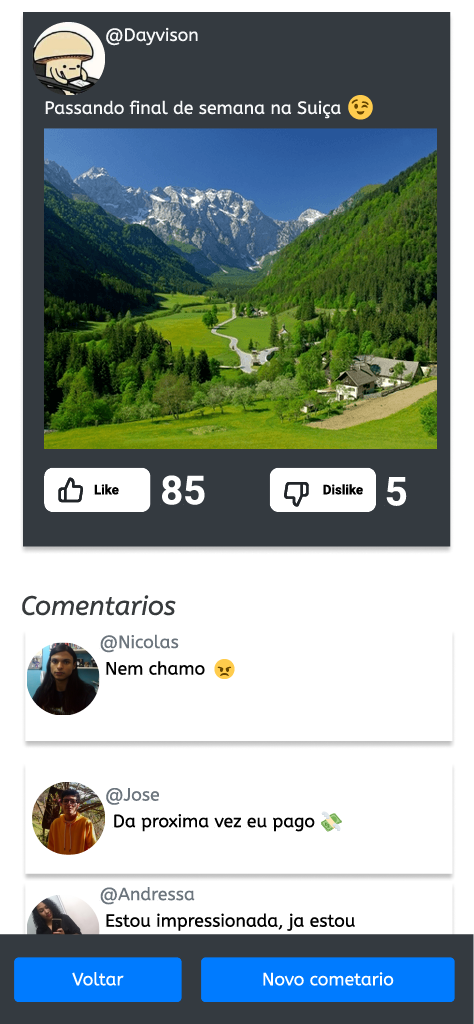 @Dayvison
Passando final de semana na Suiça 😉
Like 85 Dislike 5
Comentarios
@Nicolas
Nem chamo 😠
@Jose
Da proxima vez eu pago 💸
@Andressa
Estou impressionada, ja estou
Voltar Novo cometario